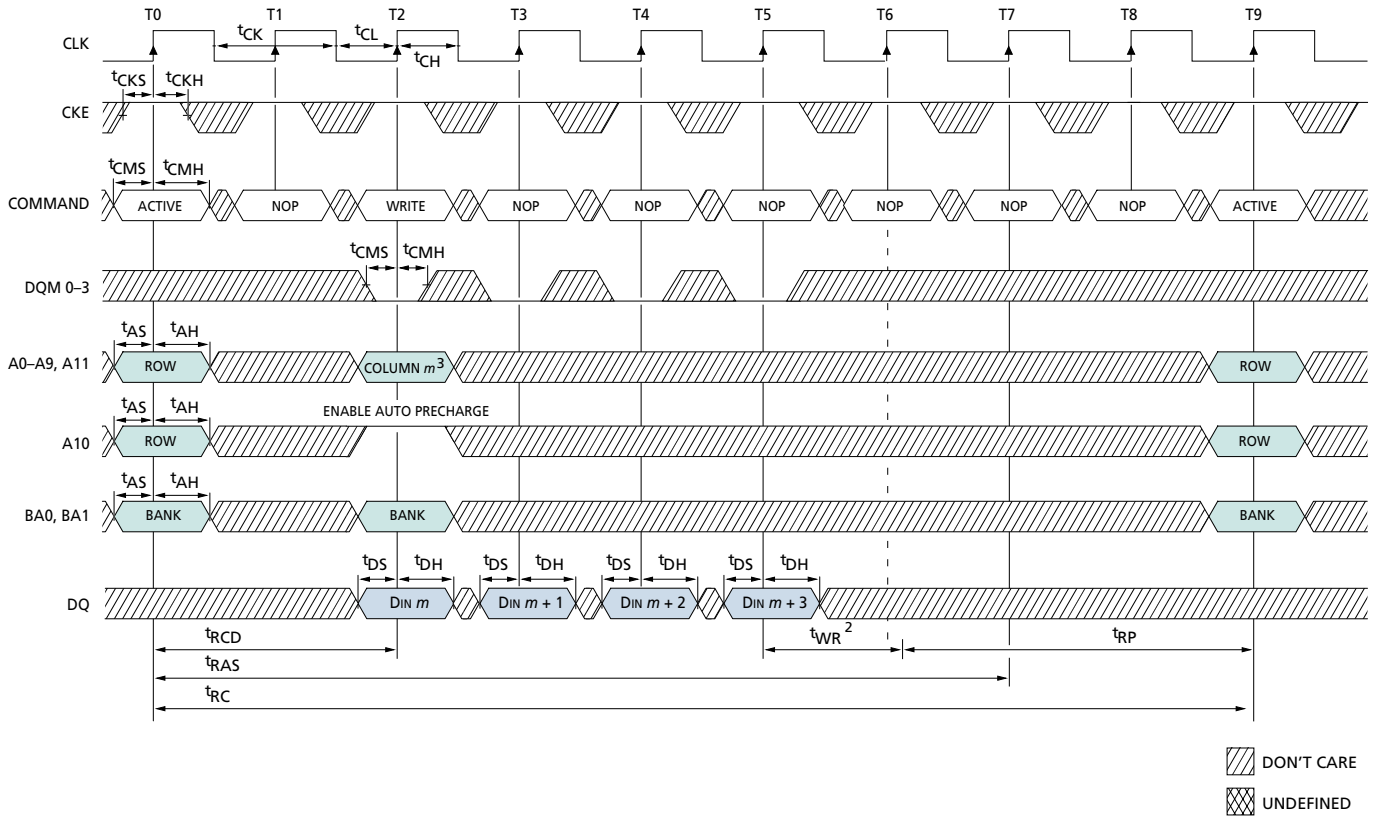 T0 T1 T2 T3 T4 T5 T6 T7 T8 T9
CLK tCK tCL tCH
tCKS tCKH
CKE
tCMS tCMH
COMMAND ACTIVE NOP WRITE NOP NOP NOP NOP NOP NOP ACTIVE
tCMS tCMH
DQM 0–3
tAS tAH
A0–A9, A11 ROW COLUMN m3 ROW
tAS tAH ENABLE AUTO PRECHARGE
A10 ROW ROW
tAS tAH
BA0, BA1 BANK BANK BANK
tDS tDH tDS tDH tDS tDH tDS tDH
DQ DIN m DIN m + 1 DIN m + 2 DIN m + 3
tRCD tWR 2 tRP
tRAS
tRC
DON'T CARE
UNDEFINED